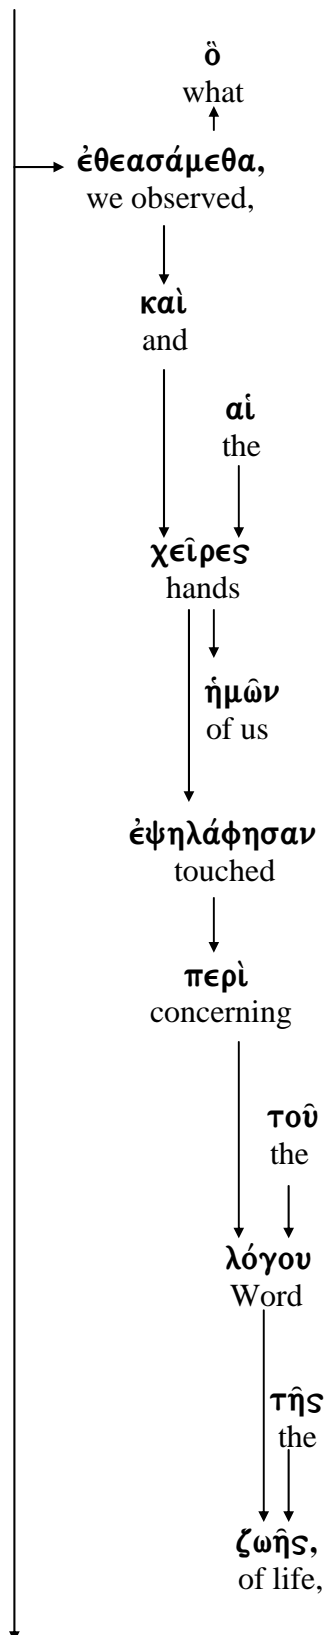 ὃ
what
ἐθεασάμεθα,
we observed,
καὶ
and
αἱ
the
χεῖρες
hands
ἡμῶν
of us
ἐψηλάφησαν
touched
περὶ
concerning
τοῦ
the
λόγου
Word
τῆς
the
ζωῆς,
of life,